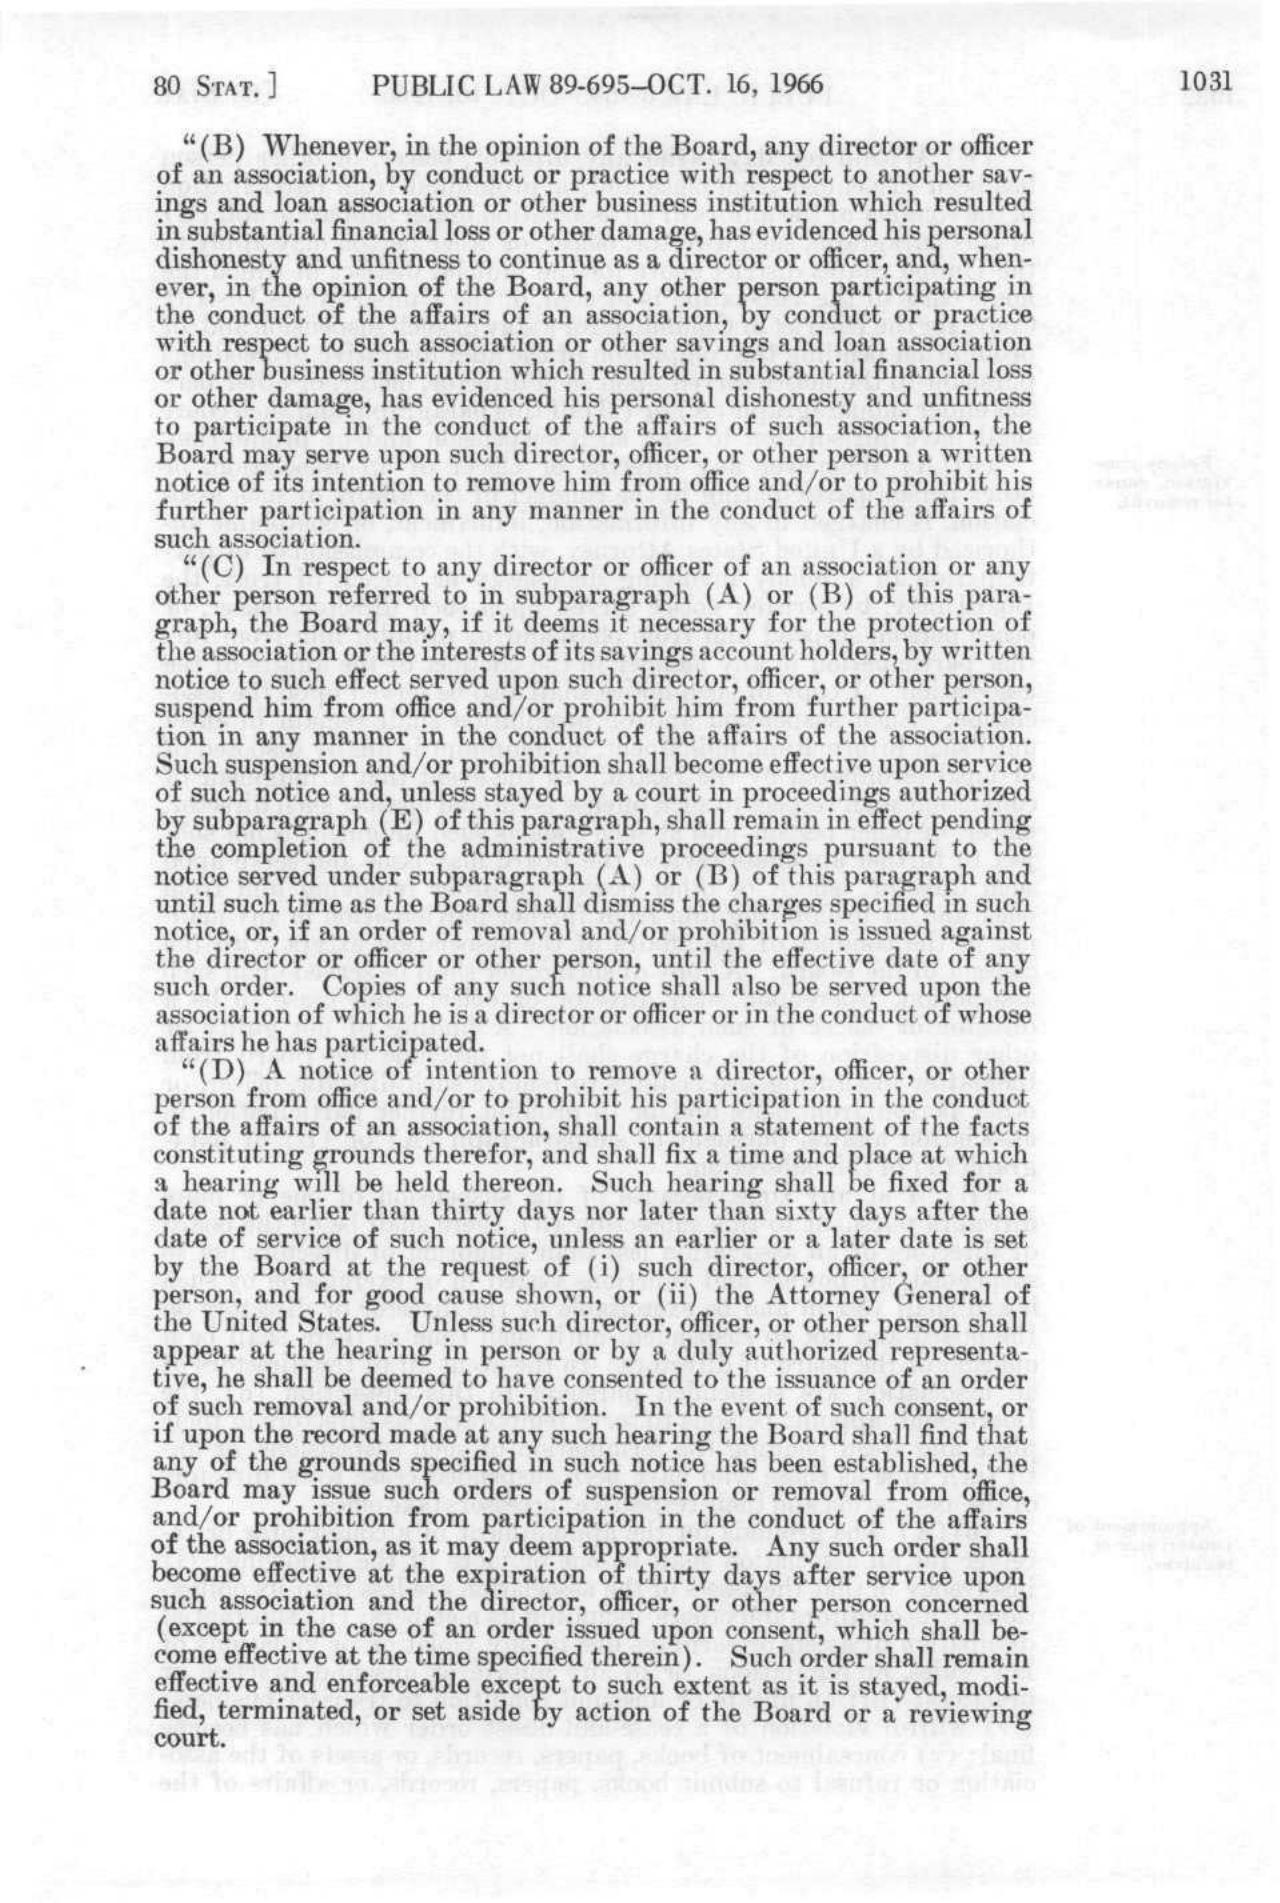 80 STAT. ] PUBLIC LAW 89-695–OCT. 16, 1966 1031
“(B) Whenever, in the opinion of the Board, any director or officer
of an association, by conduct or practice with respect to another sav-
ings and loan association or other business institution which resulted
in substantial financial loss or other damage, has evidenced his personal
dishonesty and unfitness to continue as a director or officer, and, when-
ever, in the opinion of the Board, any other person participating in
the conduct of the affairs of an association, by conduct or practice
with respect to such association or other savings and loan association
or other business institution which resulted in substantial financial loss
or other damage, has evidenced his personal dishonesty and unfitness
to participate in the conduct of the affairs of such association, the
Board may serve upon such director, officer, or other person a written
notice of its intention to remove him from office and/or to prohibit his
further participation in any manner in the conduct of the affairs of
such association.
“(C) In respect to any director or officer of an association or any
other person referred to in subparagraph (A) or (B) of this para-
graph, the Board may, if it deems it necessary for the protection of
the association or the interests of its savings account holders, by written
notice to such effect served upon such director, officer, or other person,
suspend him from office and/or prohibit him from further participa-
tion in any manner in the conduct of the affairs of the association.
Such suspension and/or prohibition shall become effective upon service
of such notice and, unless stayed by a court in proceedings authorized
by subparagraph (E) of this paragraph, shall remain in effect pending
the completion of the administrative proceedings pursuant to the
notice served under subparagraph (A) or (B) of this paragraph and
until such time as the Board shall dismiss the charges specified in such
notice, or, if an order of removal and/or prohibition is issued against
the director or officer or other person, until the effective date of any
such order. Copies of any such notice shall also be served upon the
association of which he is a director or officer or in the conduct of whose
affairs he has participated.
“(D) A notice of intention to remove a director, officer, or other
person from office and/or to prohibit his participation in the conduct
of the affairs of an association, shall contain a statement of the facts
constituting grounds therefor, and shall fix a time and place at which
a hearing will be held thereon. Such hearing shall be fixed for a
date not earlier than thirty days nor later than sixty days after the
date of service of such notice, unless an earlier or a later date is set
by the Board at the request of (i) such director, officer, or other
person, and for good cause shown, or (ii) the Attorney General of
the United States. Unless such director, officer, or other person shall
appear at the hearing in person or by a duly authorized representa-
tive, he shall be deemed to have consented to the issuance of an order
of such removal and/or prohibition. In the event of such consent, or
if upon the record made at any such hearing the Board shall find that
any of the grounds specified in such notice has been established, the
Board may issue such orders of suspension or removal from office,
and/or prohibition from participation in the conduct of the affairs
of the association, as it may deem appropriate. Any such order shall
become effective at the expiration of thirty days after service upon
such association and the director, officer, or other person concerned
(except in the case of an order issued upon consent, which shall be-
come effective at the time specified therein). Such order shall remain
effective and enforceable except to such extent as it is stayed, modi-
fied, terminated, or set aside by action of the Board or a reviewing
court.